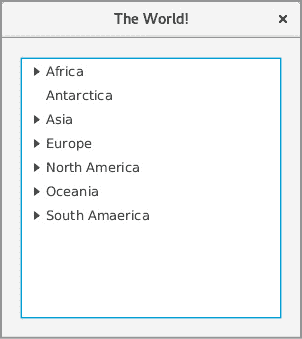 The World!
Africa
Antarctica
Asia
Europe
North America
Oceania
South Amaerica